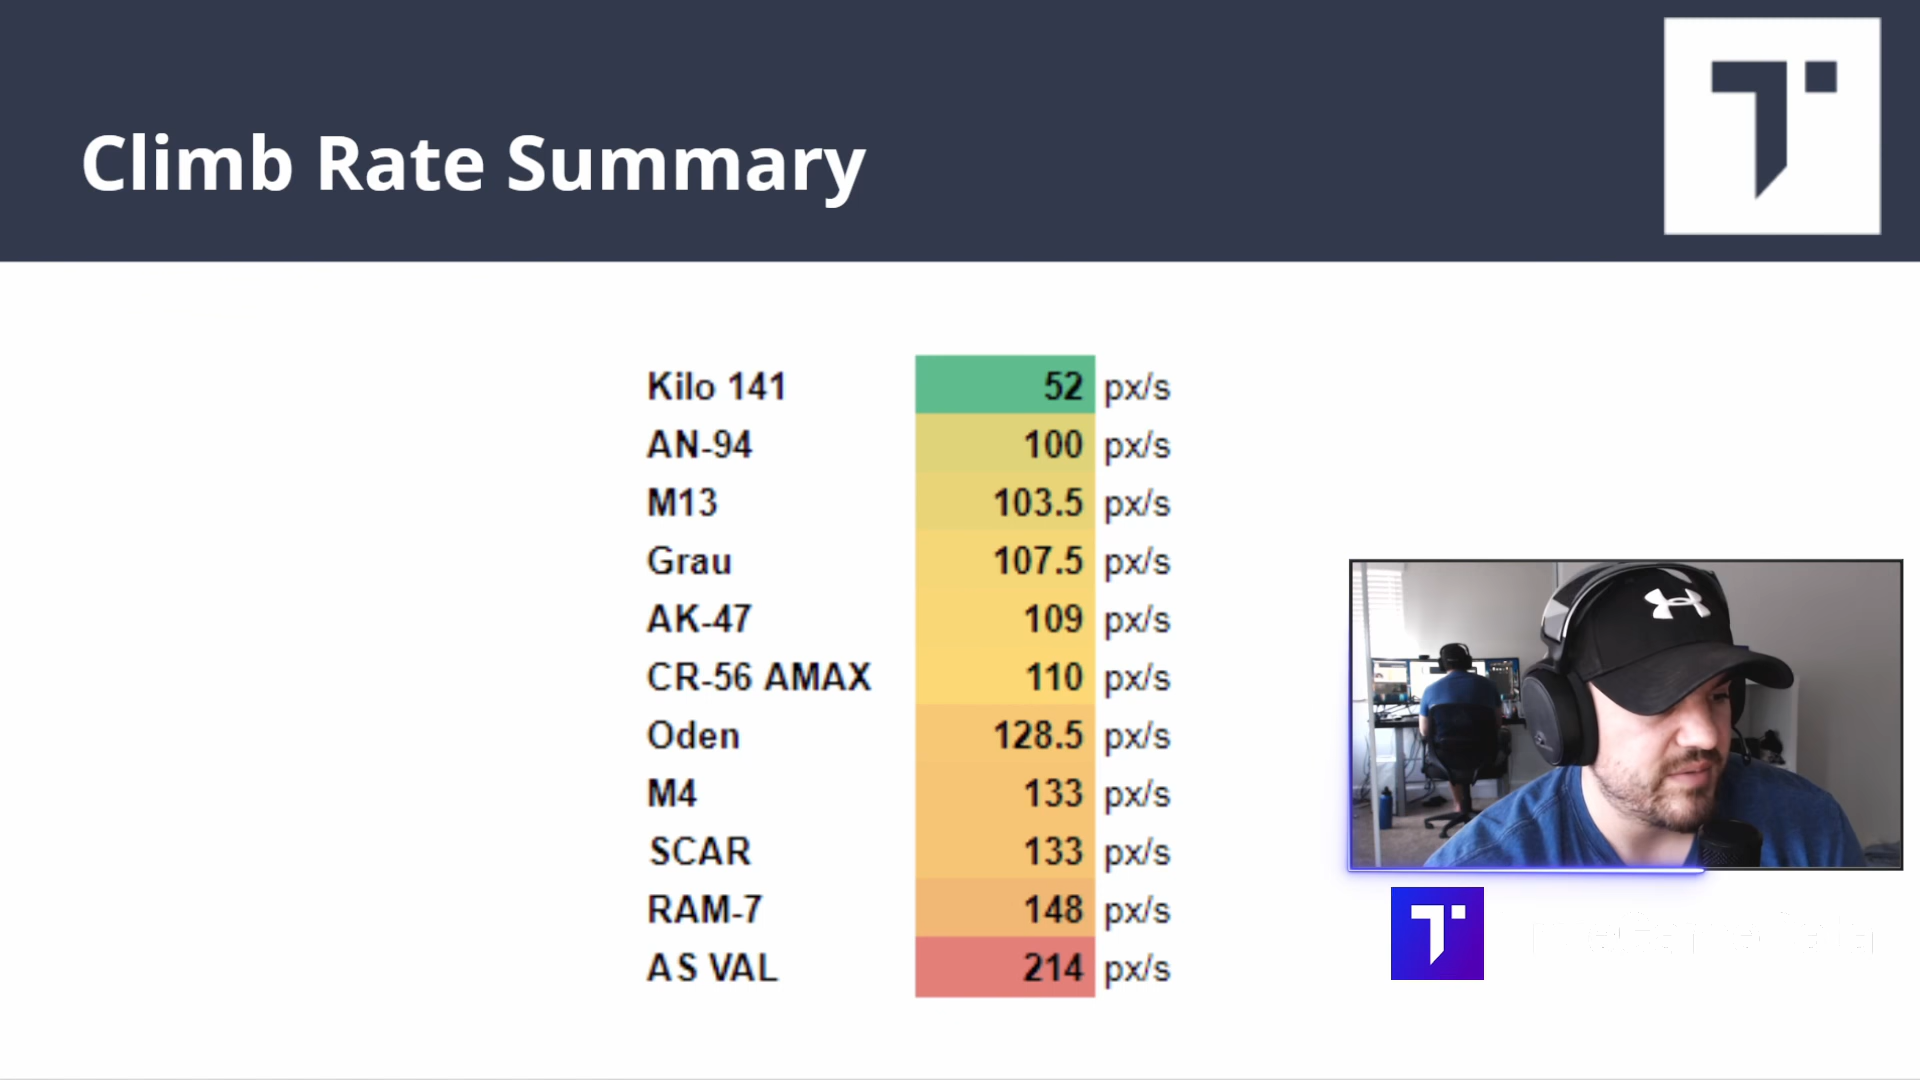 Climb Rate Summary
Kilo 141 52 px/s
AN-94 100 px/s
M13 103.5 px/s
Grau 107.5 px/s
AK-47 109 px/s
CR-56 AMAX 110 px/s
Oden 128.5 px/s
M4 133 px/s
SCAR 133 px/s
RAM-7 148 px/s
AS VAL 214 px/s